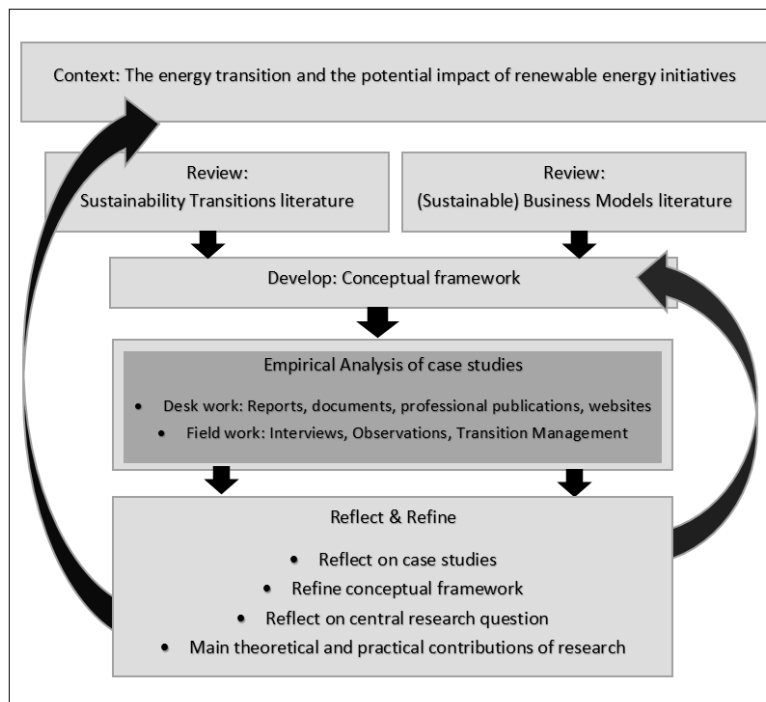 Context: The energy transition and the potential impact of renewable energy initiatives
Review:
Sustainability Transitions literature
Review:
(Sustainable) Business Models literature
Develop: Conceptual framework
Empirical Analysis of case studies
• Desk work: Reports, documents, professional publications, websites
• Field work: Interviews, Observations, Transition Management
Reflect & Refine
• Reflect on case studies
• Refine conceptual framework
• Reflect on central research question
• Main theoretical and practical contributions of research